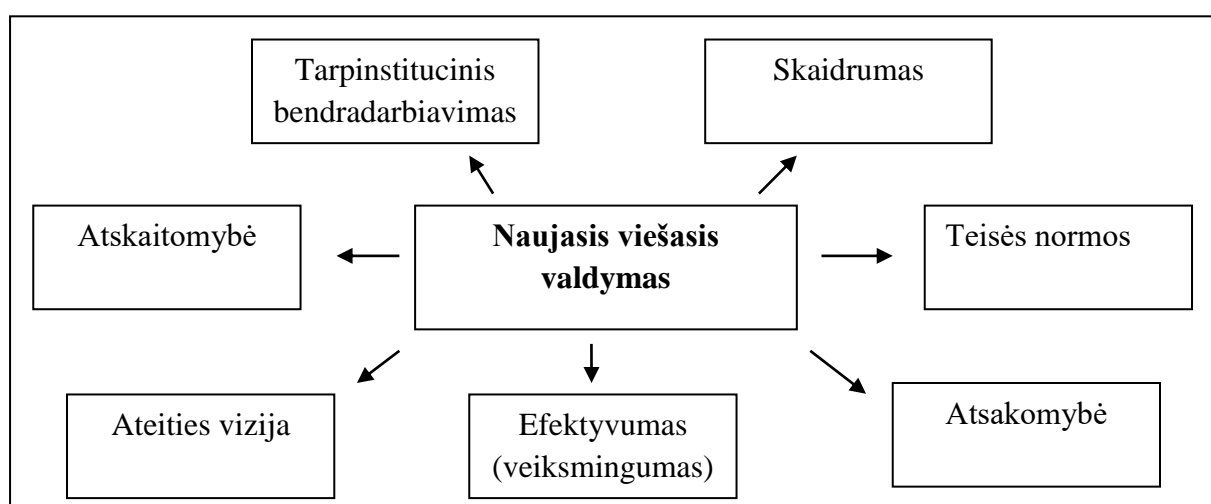 Tarpinstitucinis
bendradarbiavimas
Skaidrumas
Atskaitomybė
Naujasis viešasis
valdymas
Teisės normos
Ateities vizija
Efektyvumas
(veiksmingumas)
Atsakomybė